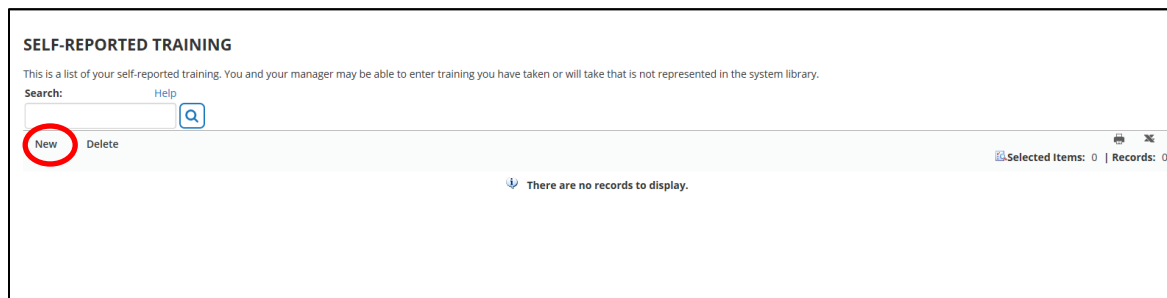 SELF-REPORTED TRAINING
This is a list of your self-reported training. You and your manager may be able to enter training you have taken or will take that is not represented in the system library.
Search: Help
New Delete
Selected Items: 0 | Records: 0
There are no records to display.